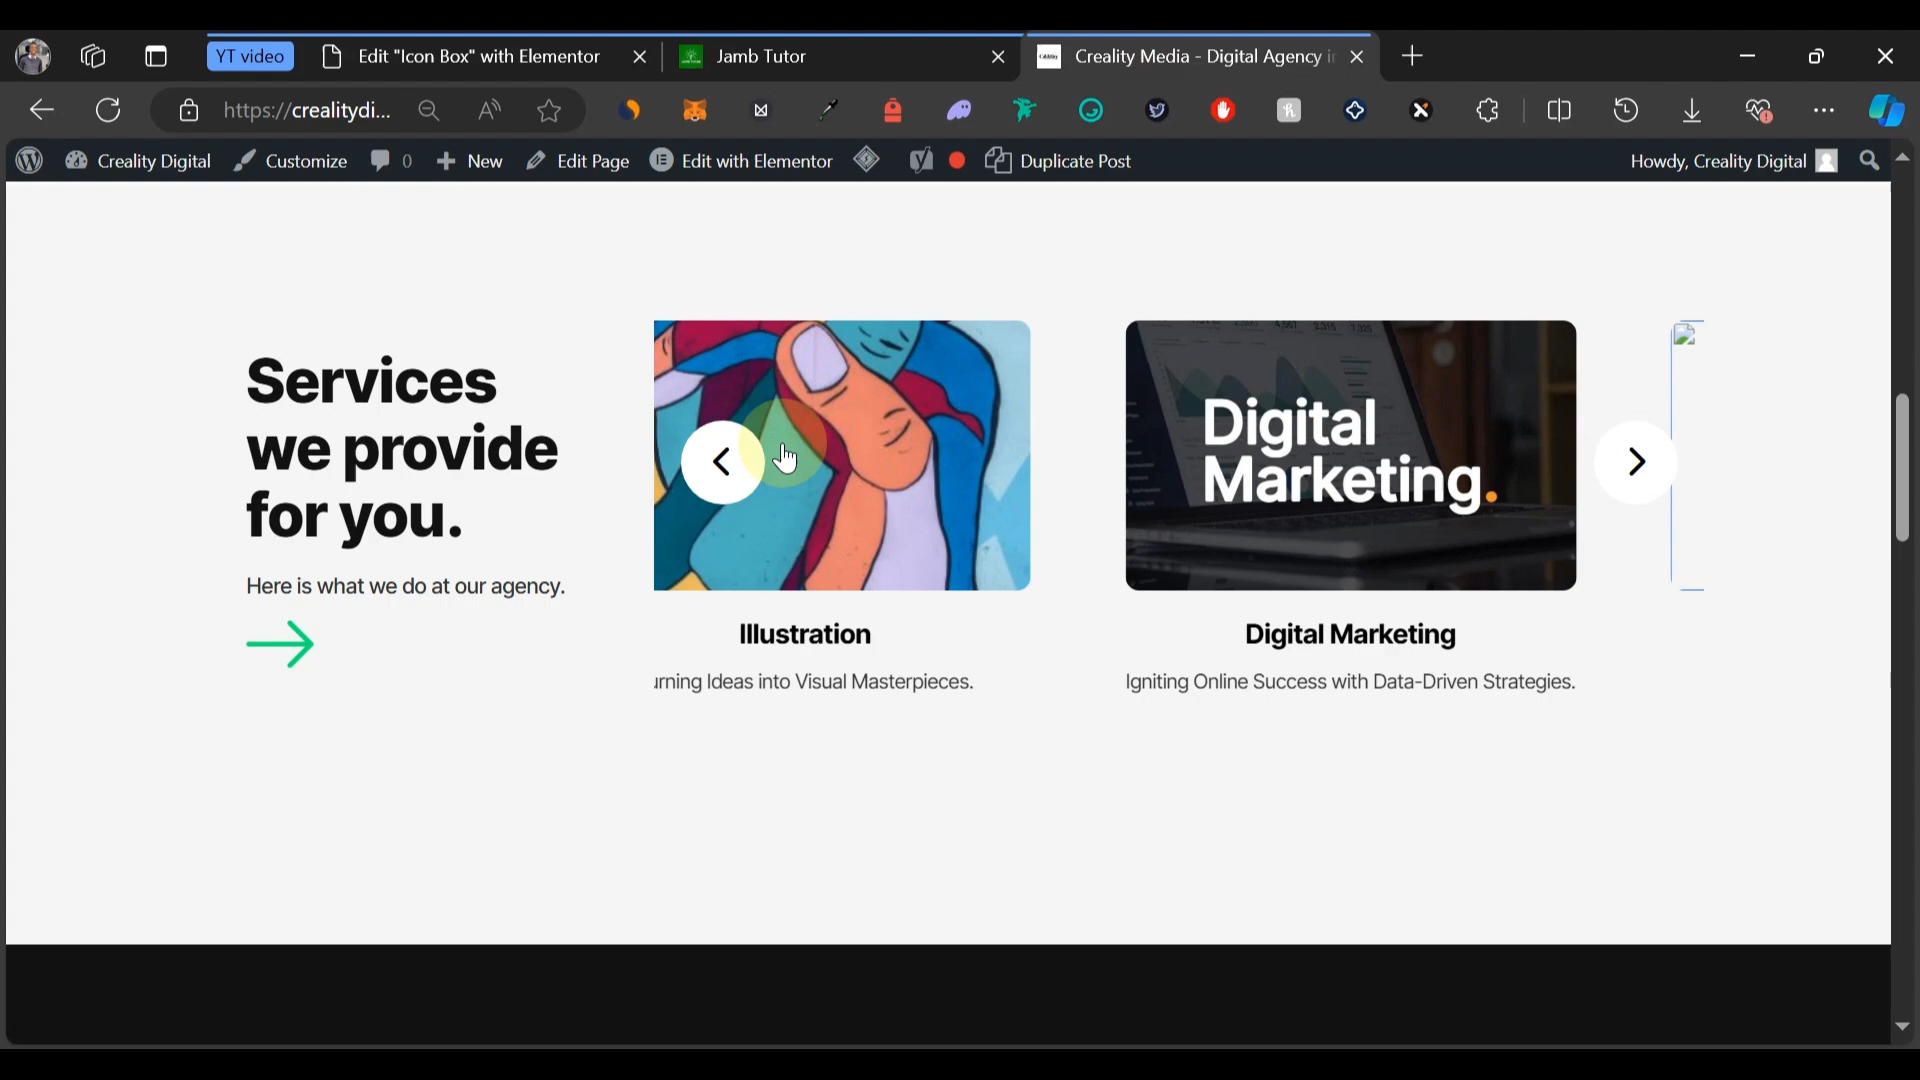 YT video
Edit "Icon Box" with Elementor
Jamb Tutor
Creality Media - Digital Agency i
https://crealitydi...
Creality Digital
Customize
0
New
Edit Page
Edit with Elementor
Duplicate Post
Howdy, Creality Digital
Services
we provide
for you.
Here is what we do at our agency.
Digital
Marketing.
Illustration
urning Ideas into Visual Masterpieces.
Digital Marketing
Igniting Online Success with Data-Driven Strategies.